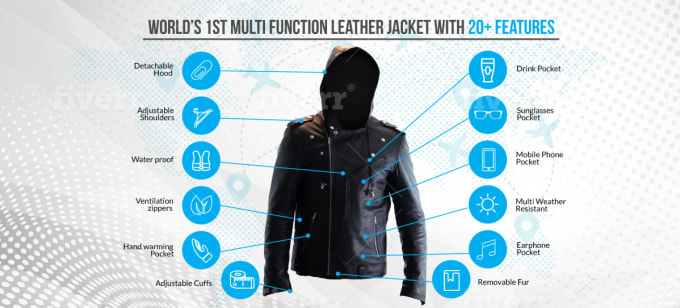 WORLD'S 1ST MULTI FUNCTION LEATHER JACKET WITH 20+ FEATURES
Detachable
Hood
Adjustable
Shoulders
Water proof
Ventilation
zippers
Hand warming
Pocket
Adjustable Cuffs
Drink Pocket
Sunglasses
Pocket
Mobile Phone
Pocket
Multi Weather
Resistant
Earphone
Pocket
Removable Fur